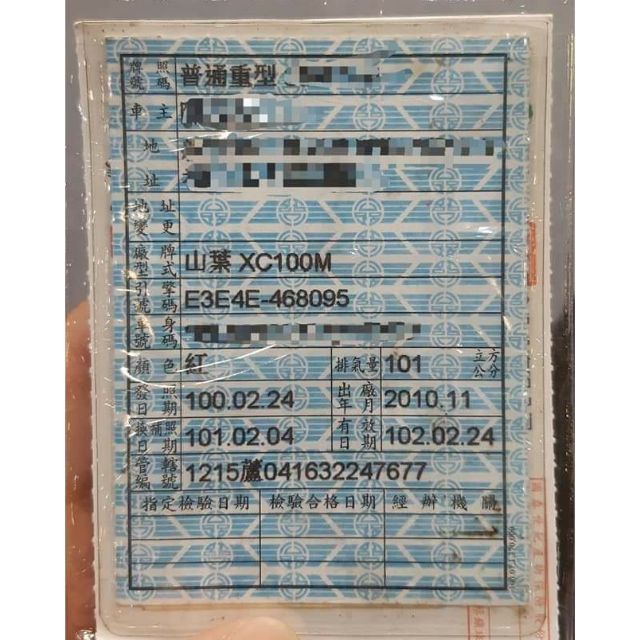 牌照號碼 普通重型
車主
地址
地址變更
廠牌型式 山葉 XC100M
引擎號碼 E3E4E-468095
車身號碼
顏色 紅 排氣量 101 立方公分
發照日期 100.02.24 出廠年月 2010.11
換補照日期 101.02.04 有效日期 102.02.24
管轄編號 1215蘆041632247677
指定檢驗日期 檢驗合格日期 經辦機關